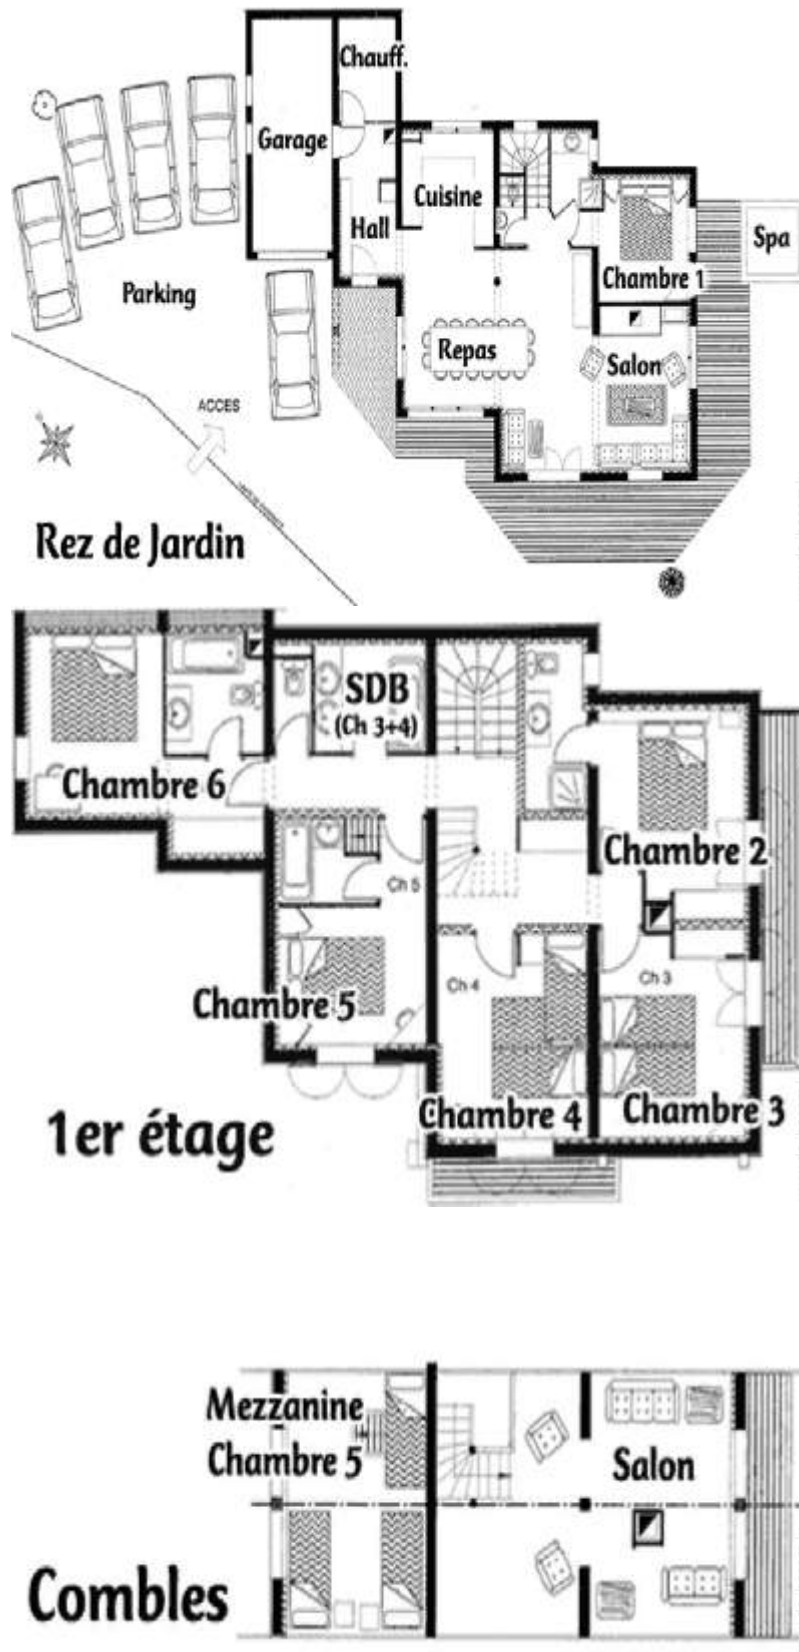 Chauff.
Garage
Cuisine
Hall
Spa
Chambre 1
Parking
Repas
Salon
ACCES
Rez de Jardin
SDB
(Ch 3+4)
Chambre 6
Chambre 2
Ch 5
Ch 4
Ch 3
Chambre 5
Chambre 4
Chambre 3
1er étage
Mezzanine
Chambre 5
Salon
Combles